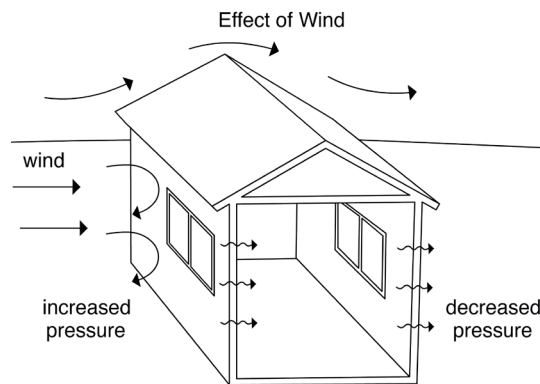 Effect of Wind
wind
increased
pressure
decreased
pressure